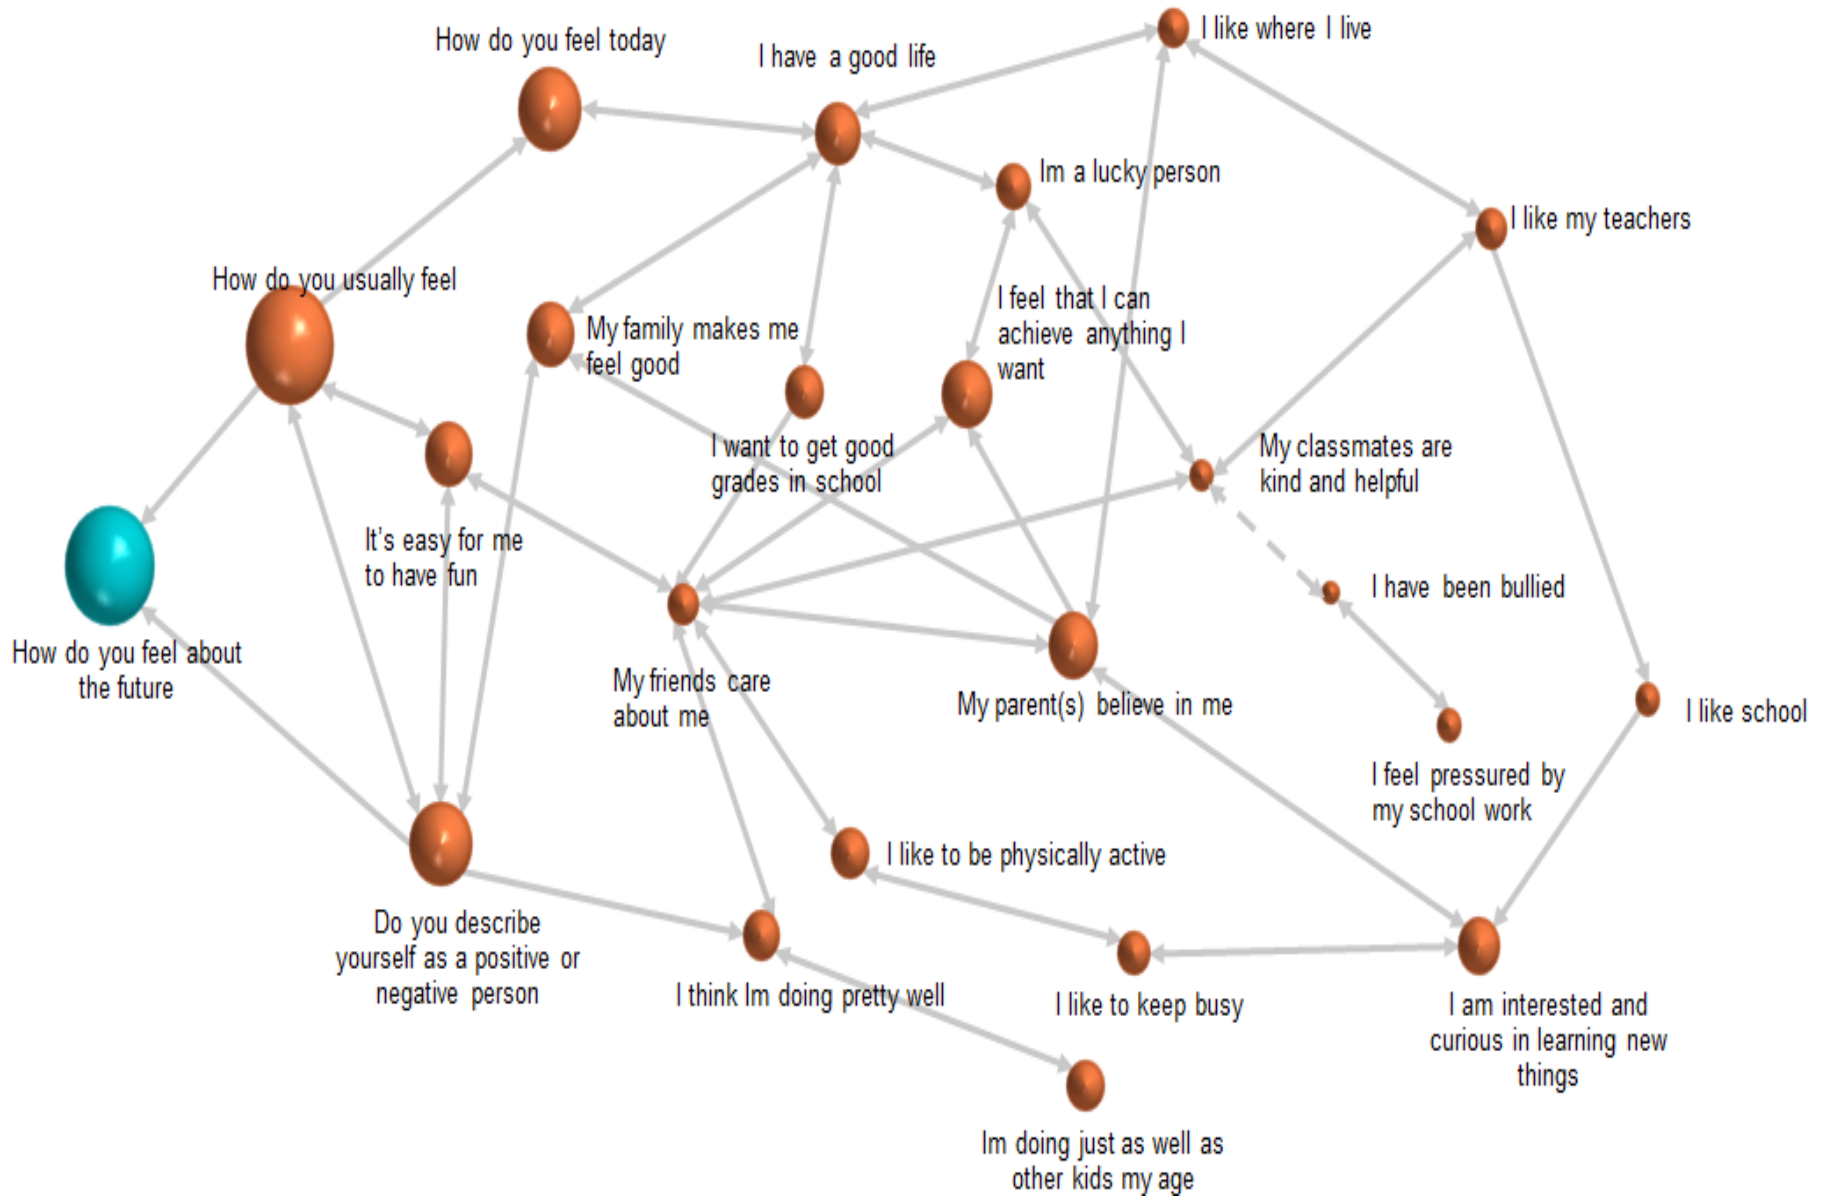 How do you feel today
I have a good life
I like where I live
Im a lucky person
I like my teachers
How do you usually feel
I feel that I can
achieve anything I
want
My family makes me
feel good
I want to get good
grades in school
My classmates are
kind and helpful
It's easy for me
to have fun
I have been bullied
How do you feel about
the future
My friends care
about me
My parent(s) believe in me
I like school
I feel pressured by
my school work
I like to be physically active
Do you describe
yourself as a positive or
negative person
I think Im doing pretty well
I like to keep busy
I am interested and
curious in learning new
things
Im doing just as well as
other kids my age